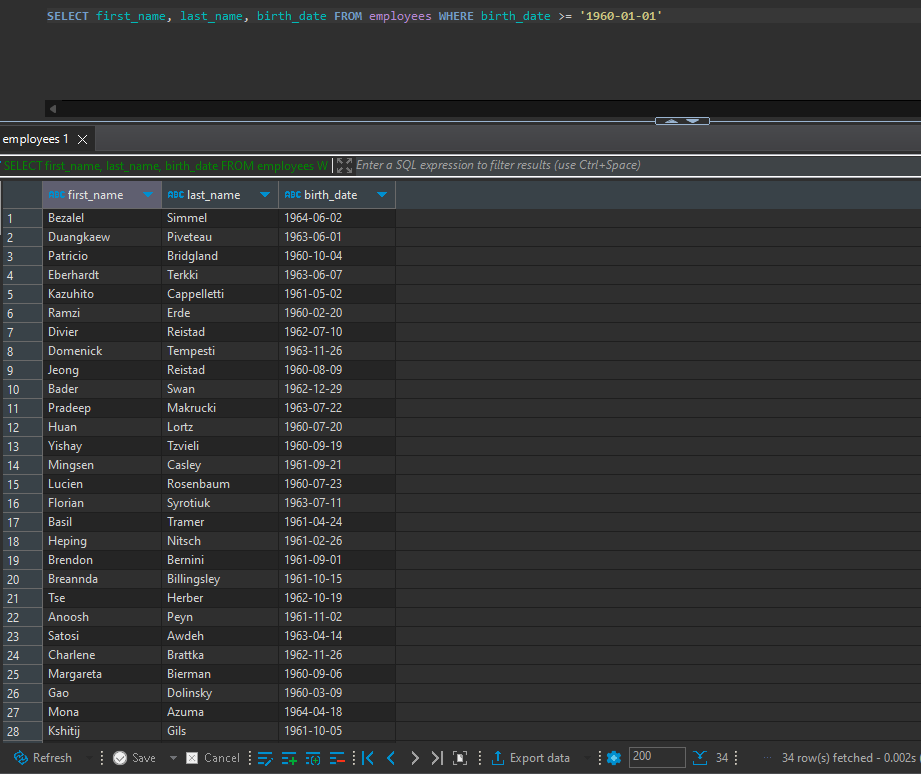 SELECT first_name, last_name, birth_date FROM employees WHERE birth_date >= '1960-01-01'
employees 1
SELECT first_name, last_name, birth_date FROM employees W Enter a SQL expression to filter results (use Ctrl+Space)
ABC first_name ABC last_name ABC birth_date
1 Bezalel Simmel 1964-06-02
2 Duangkaew Piveteau 1963-06-01
3 Patricio Bridgland 1960-10-04
4 Eberhardt Terkki 1963-06-07
5 Kazuhito Cappelletti 1961-05-02
6 Ramzi Erde 1960-02-20
7 Divier Reistad 1962-07-10
8 Domenick Tempesti 1963-11-26
9 Jeong Reistad 1960-08-09
10 Bader Swan 1962-12-29
11 Pradeep Makrucki 1963-07-22
12 Huan Lortz 1960-07-20
13 Yishay Tzvieli 1960-09-19
14 Mingsen Casley 1961-09-21
15 Lucien Rosenbaum 1960-07-23
16 Florian Syrotiuk 1963-07-11
17 Basil Tramer 1961-04-24
18 Heping Nitsch 1961-02-26
19 Brendon Bernini 1961-09-01
20 Breannda Billingsley 1961-10-15
21 Tse Herber 1962-10-19
22 Anoosh Peyn 1961-11-02
23 Satosi Awdeh 1963-04-14
24 Charlene Brattka 1962-11-26
25 Margareta Bierman 1960-09-06
26 Gao Dolinsky 1960-03-09
27 Mona Azuma 1964-04-18
28 Kshitij Gils 1961-10-05
Refresh Save Cancel Export data 200 34 34 row(s) fetched - 0.002s